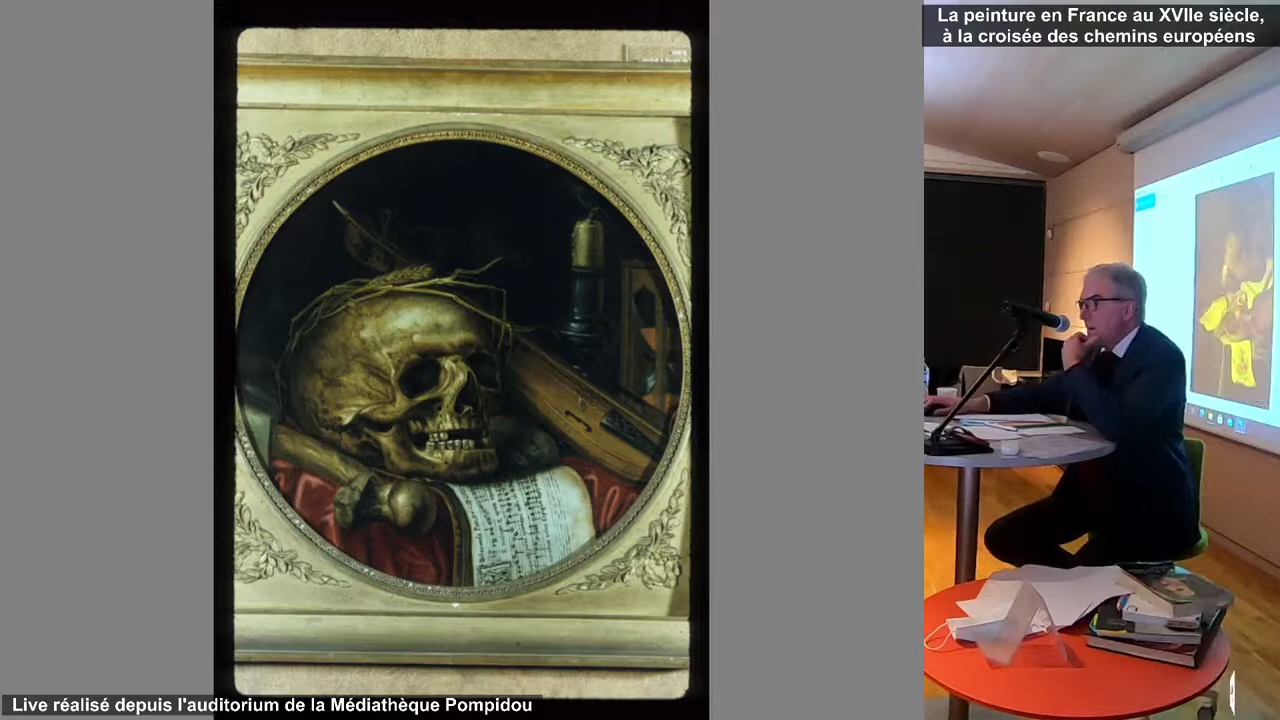 La peinture en France au XVIIe siècle,
à la croisée des chemins européens
Live réalisé depuis l'auditorium de la Médiathèque Pompidou